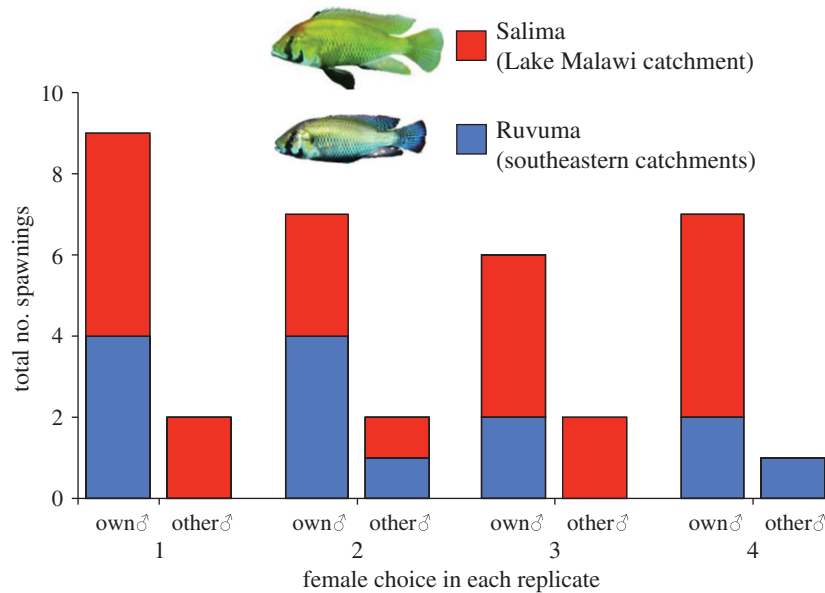 Salima
(Lake Malawi catchment)
Ruvuma
(southeastern catchments)
total no. spawnings
10
8
6
4
2
0
own♂ other♂ own♂ other♂ own♂ other♂ own♂ other♂
1 2 3 4
female choice in each replicate